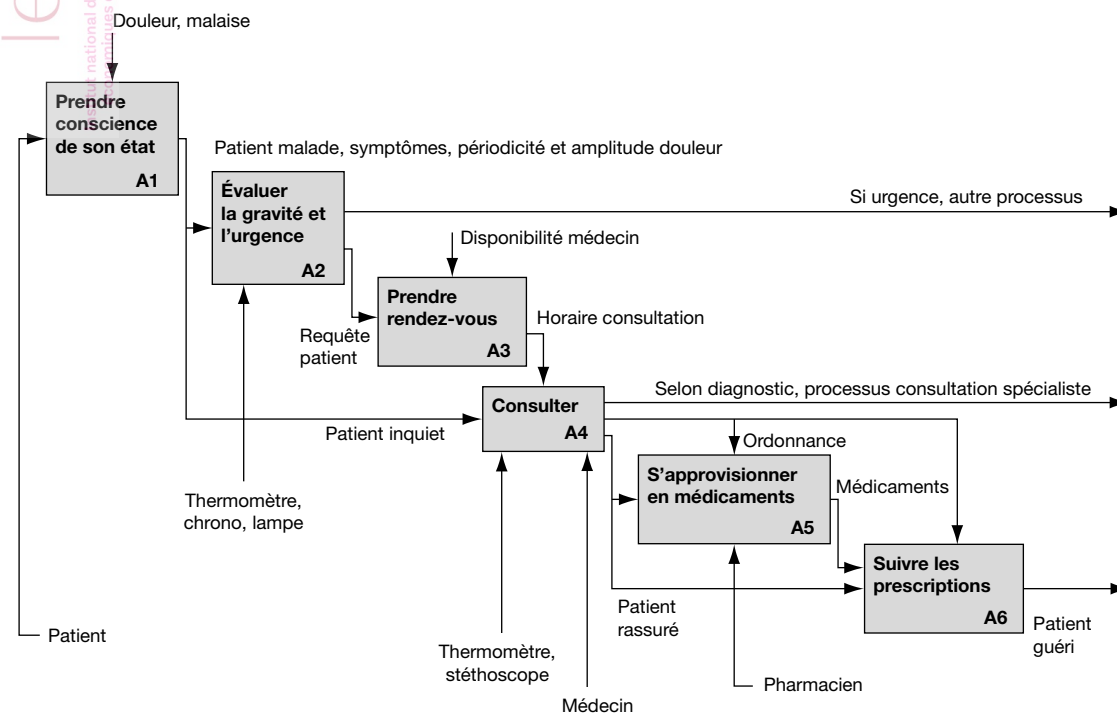 Douleur, malaise
Prendre
conscience
de son état
A1
Patient malade, symptômes, périodicité et amplitude douleur
Évaluer
la gravité et
l'urgence
A2
Si urgence, autre processus
Disponibilité médecin
Prendre
rendez-vous
A3
Requête
patient
Horaire consultation
Selon diagnostic, processus consultation spécialiste
Consulter
A4
Patient inquiet
Ordonnance
S'approvisionner
en médicaments
A5
Médicaments
Thermomètre,
chrono, lampe
Suivre les
prescriptions
A6
Patient
rassuré
Patient
guéri
Patient
Thermomètre,
stéthoscope
Pharmacien
Médecin